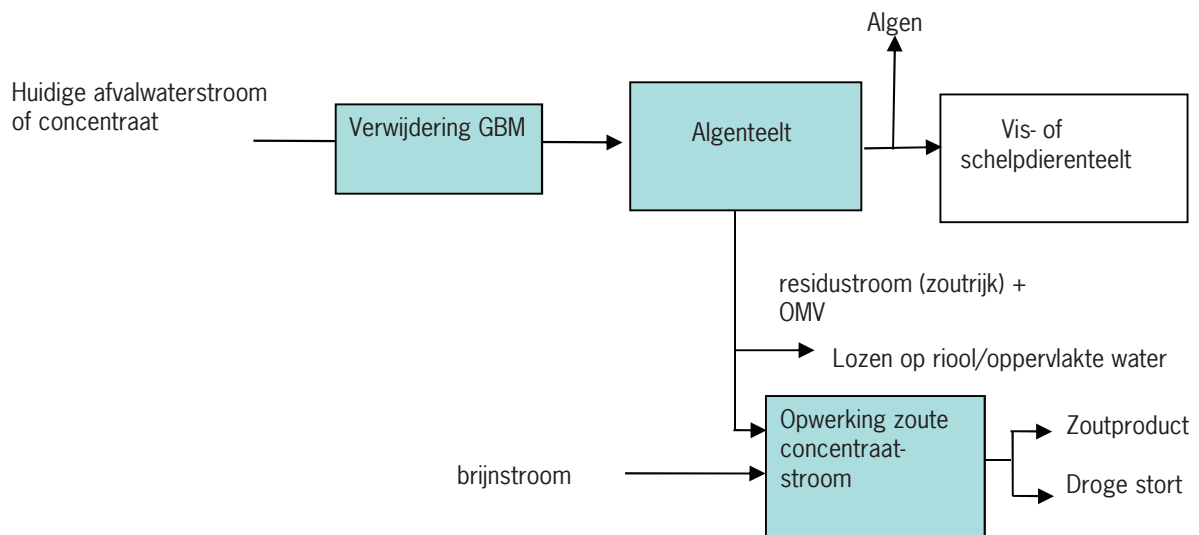 Algen
Huidige afvalwaterstroom
of concentraat
Verwijdering GBM
Algenteelt
Vis- of
schelpdierenteelt
residustroom (zoutrijk) +
OMV
Lozen op riool/oppervlakte water
Opwerking zoute
concentraat-
stroom
Zoutproduct
brijnstroom
Droge stort